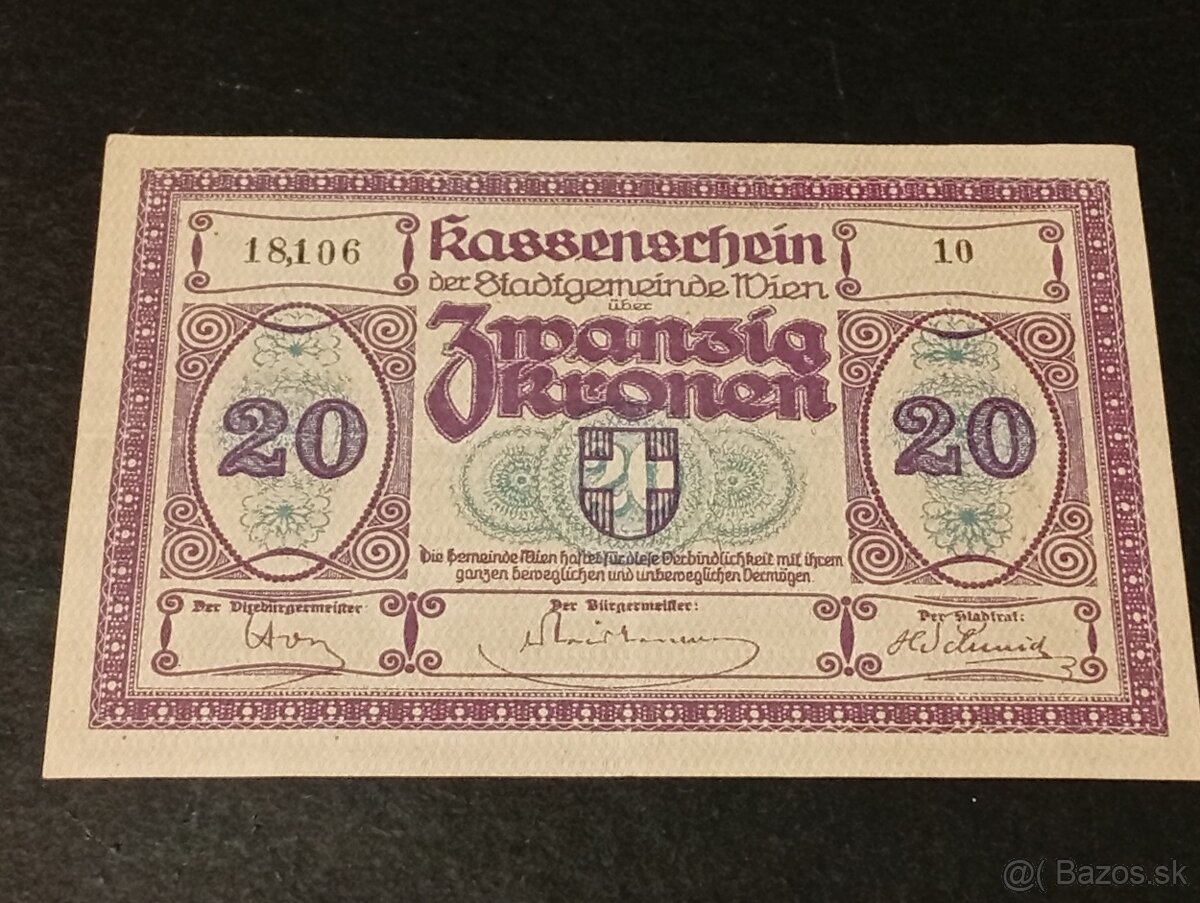 18,106
Kassenschein
10
der Stadtgemeinde Wien
über
Zwanzig
Kronen
20
20
20
Die Gemeinde Wien haftet für diese Verbindlichkeit mit ihrem
ganzen beweglichen und unbeweglichen Vermögen.
Der Vizebürgermeister
Der Bürgermeister:
Der Stadtrat:
@( Bazos.sk